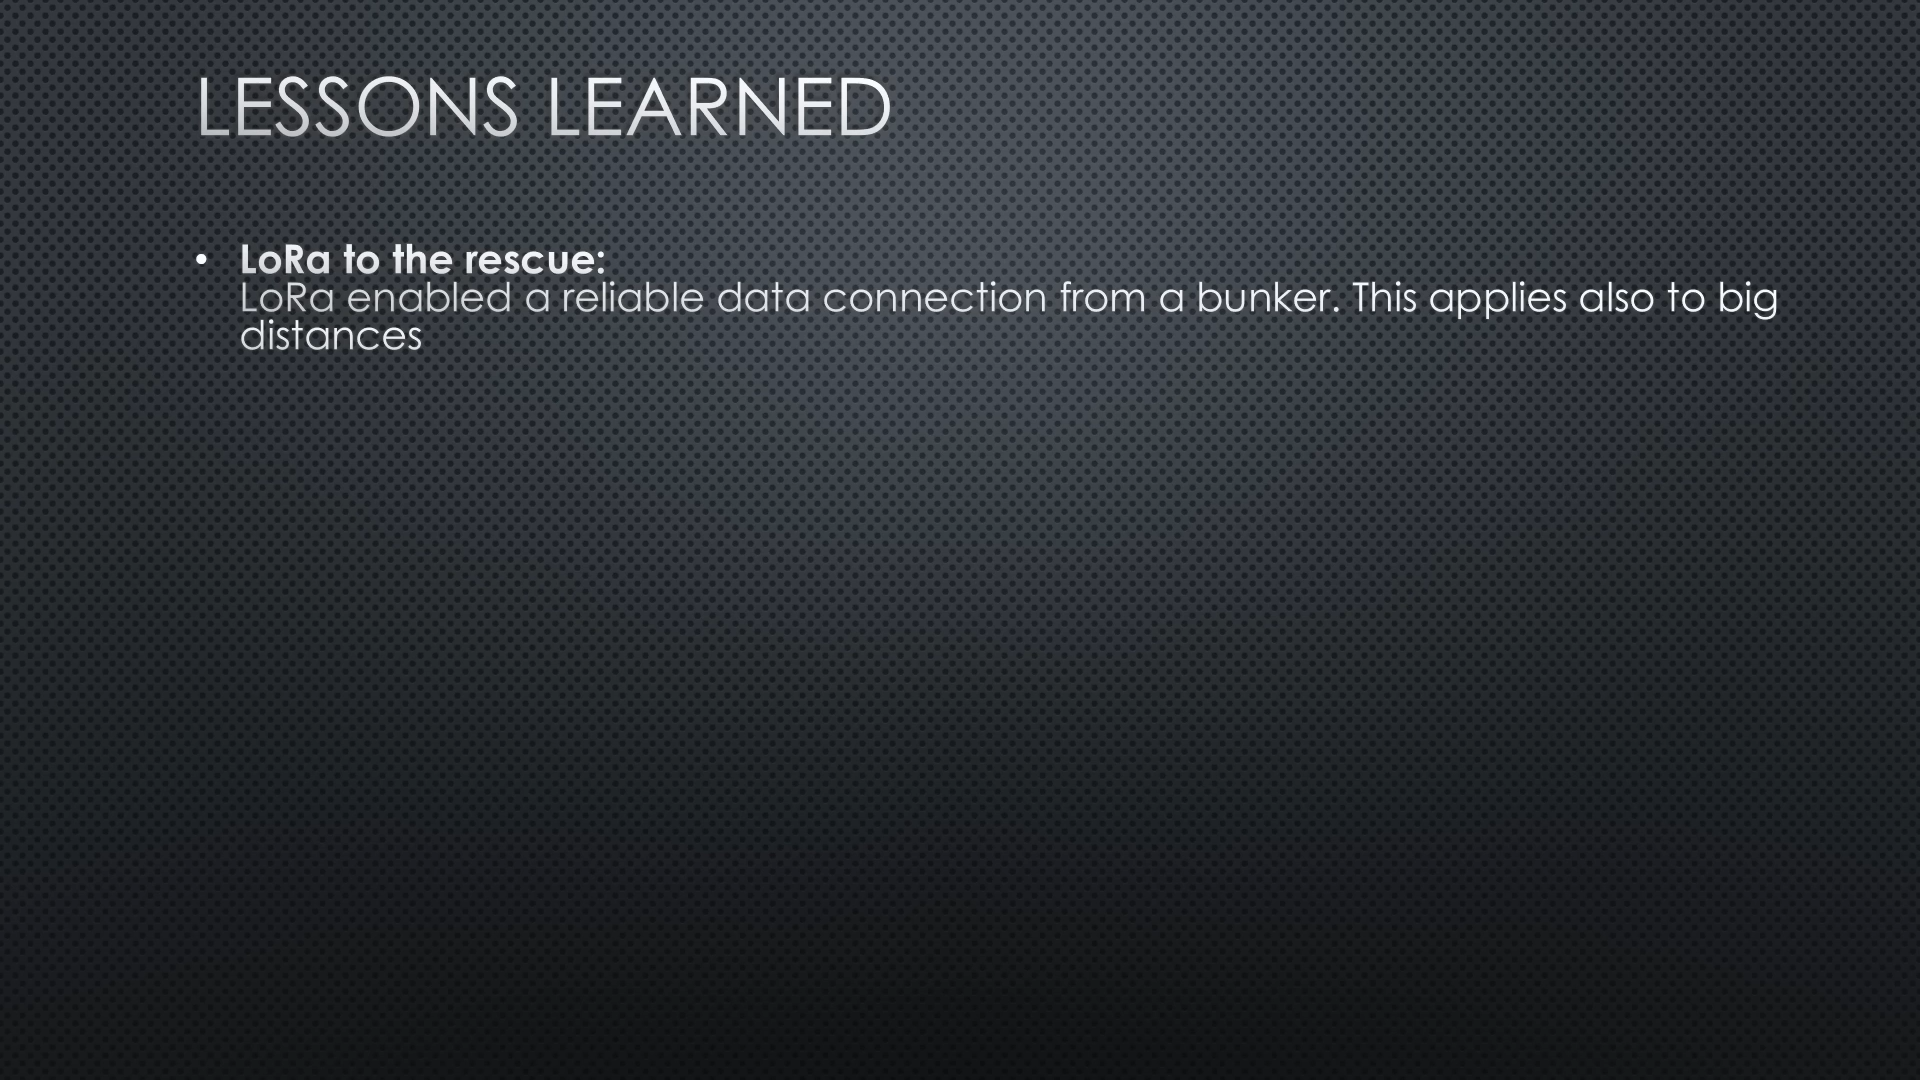 LESSONS LEARNED
• LoRa to the rescue:
LoRa enabled a reliable data connection from a bunker. This applies also to big
distances